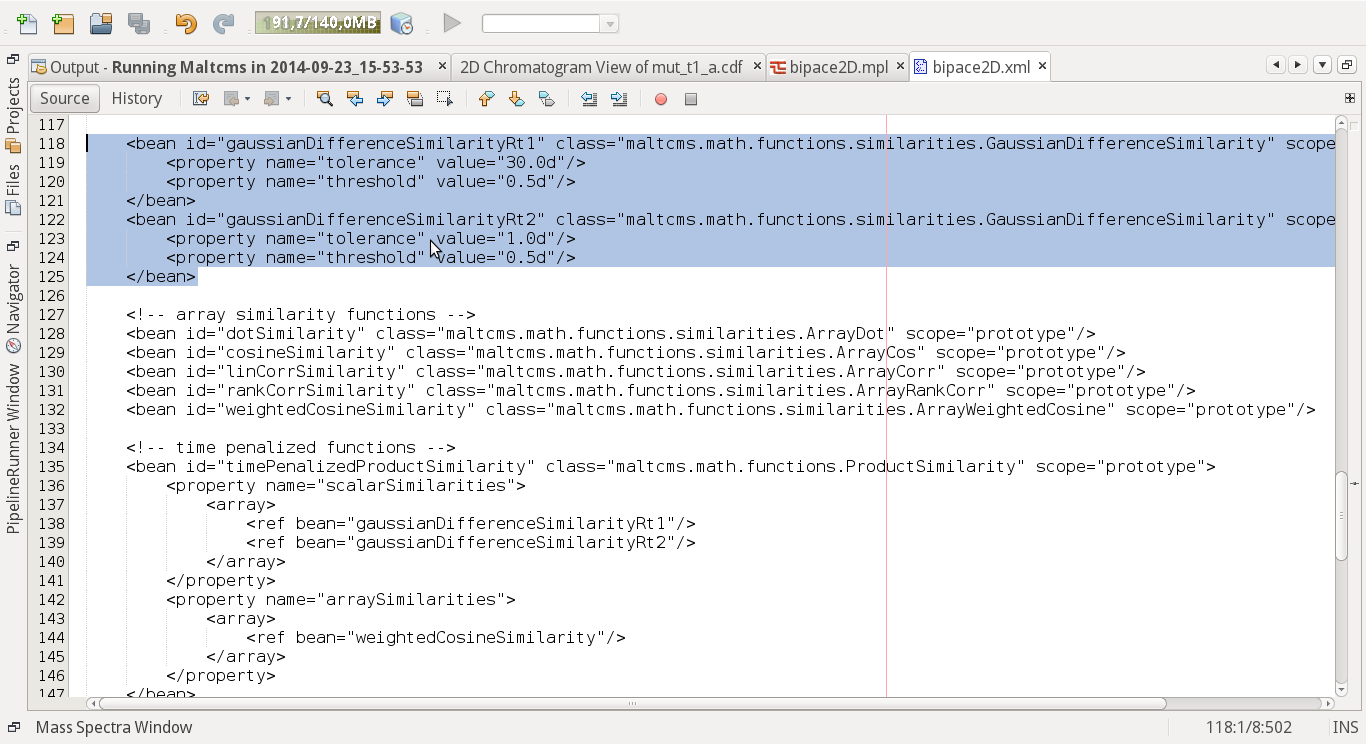 191,7/140,0MB
Output - Running Maltcms in 2014-09-23_15-53-53
2D Chromatogram View of mut_t1_a.cdf
bipace2D.mpl
bipace2D.xml
Source
History
Projects
Files
Navigator
PipelineRunner Window
117
118 <bean id="gaussianDifferenceSimilarityRt1" class="maltcms.math.functions.similarities.GaussianDifferenceSimilarity" scope
119 <property name="tolerance" value="30.0d"/>
120 <property name="threshold" value="0.5d"/>
121 </bean>
122 <bean id="gaussianDifferenceSimilarityRt2" class="maltcms.math.functions.similarities.GaussianDifferenceSimilarity" scope
123 <property name="tolerance" value="1.0d"/>
124 <property name="threshold" value="0.5d"/>
125 </bean>
126
127 <!-- array similarity functions -->
128 <bean id="dotSimilarity" class="maltcms.math.functions.similarities.ArrayDot" scope="prototype"/>
129 <bean id="cosineSimilarity" class="maltcms.math.functions.similarities.ArrayCos" scope="prototype"/>
130 <bean id="linCorrSimilarity" class="maltcms.math.functions.similarities.ArrayCorr" scope="prototype"/>
131 <bean id="rankCorrSimilarity" class="maltcms.math.functions.similarities.ArrayRankCorr" scope="prototype"/>
132 <bean id="weightedCosineSimilarity" class="maltcms.math.functions.similarities.ArrayWeightedCosine" scope="prototype"/>
133
134 <!-- time penalized functions -->
135 <bean id="timePenalizedProductSimilarity" class="maltcms.math.functions.ProductSimilarity" scope="prototype">
136 <property name="scalarSimilarities">
137 <array>
138 <ref bean="gaussianDifferenceSimilarityRt1"/>
139 <ref bean="gaussianDifferenceSimilarityRt2"/>
140 </array>
141 </property>
142 <property name="arraySimilarities">
143 <array>
144 <ref bean="weightedCosineSimilarity"/>
145 </array>
146 </property>
147 </bean>
Mass Spectra Window
118:1/8:502
INS